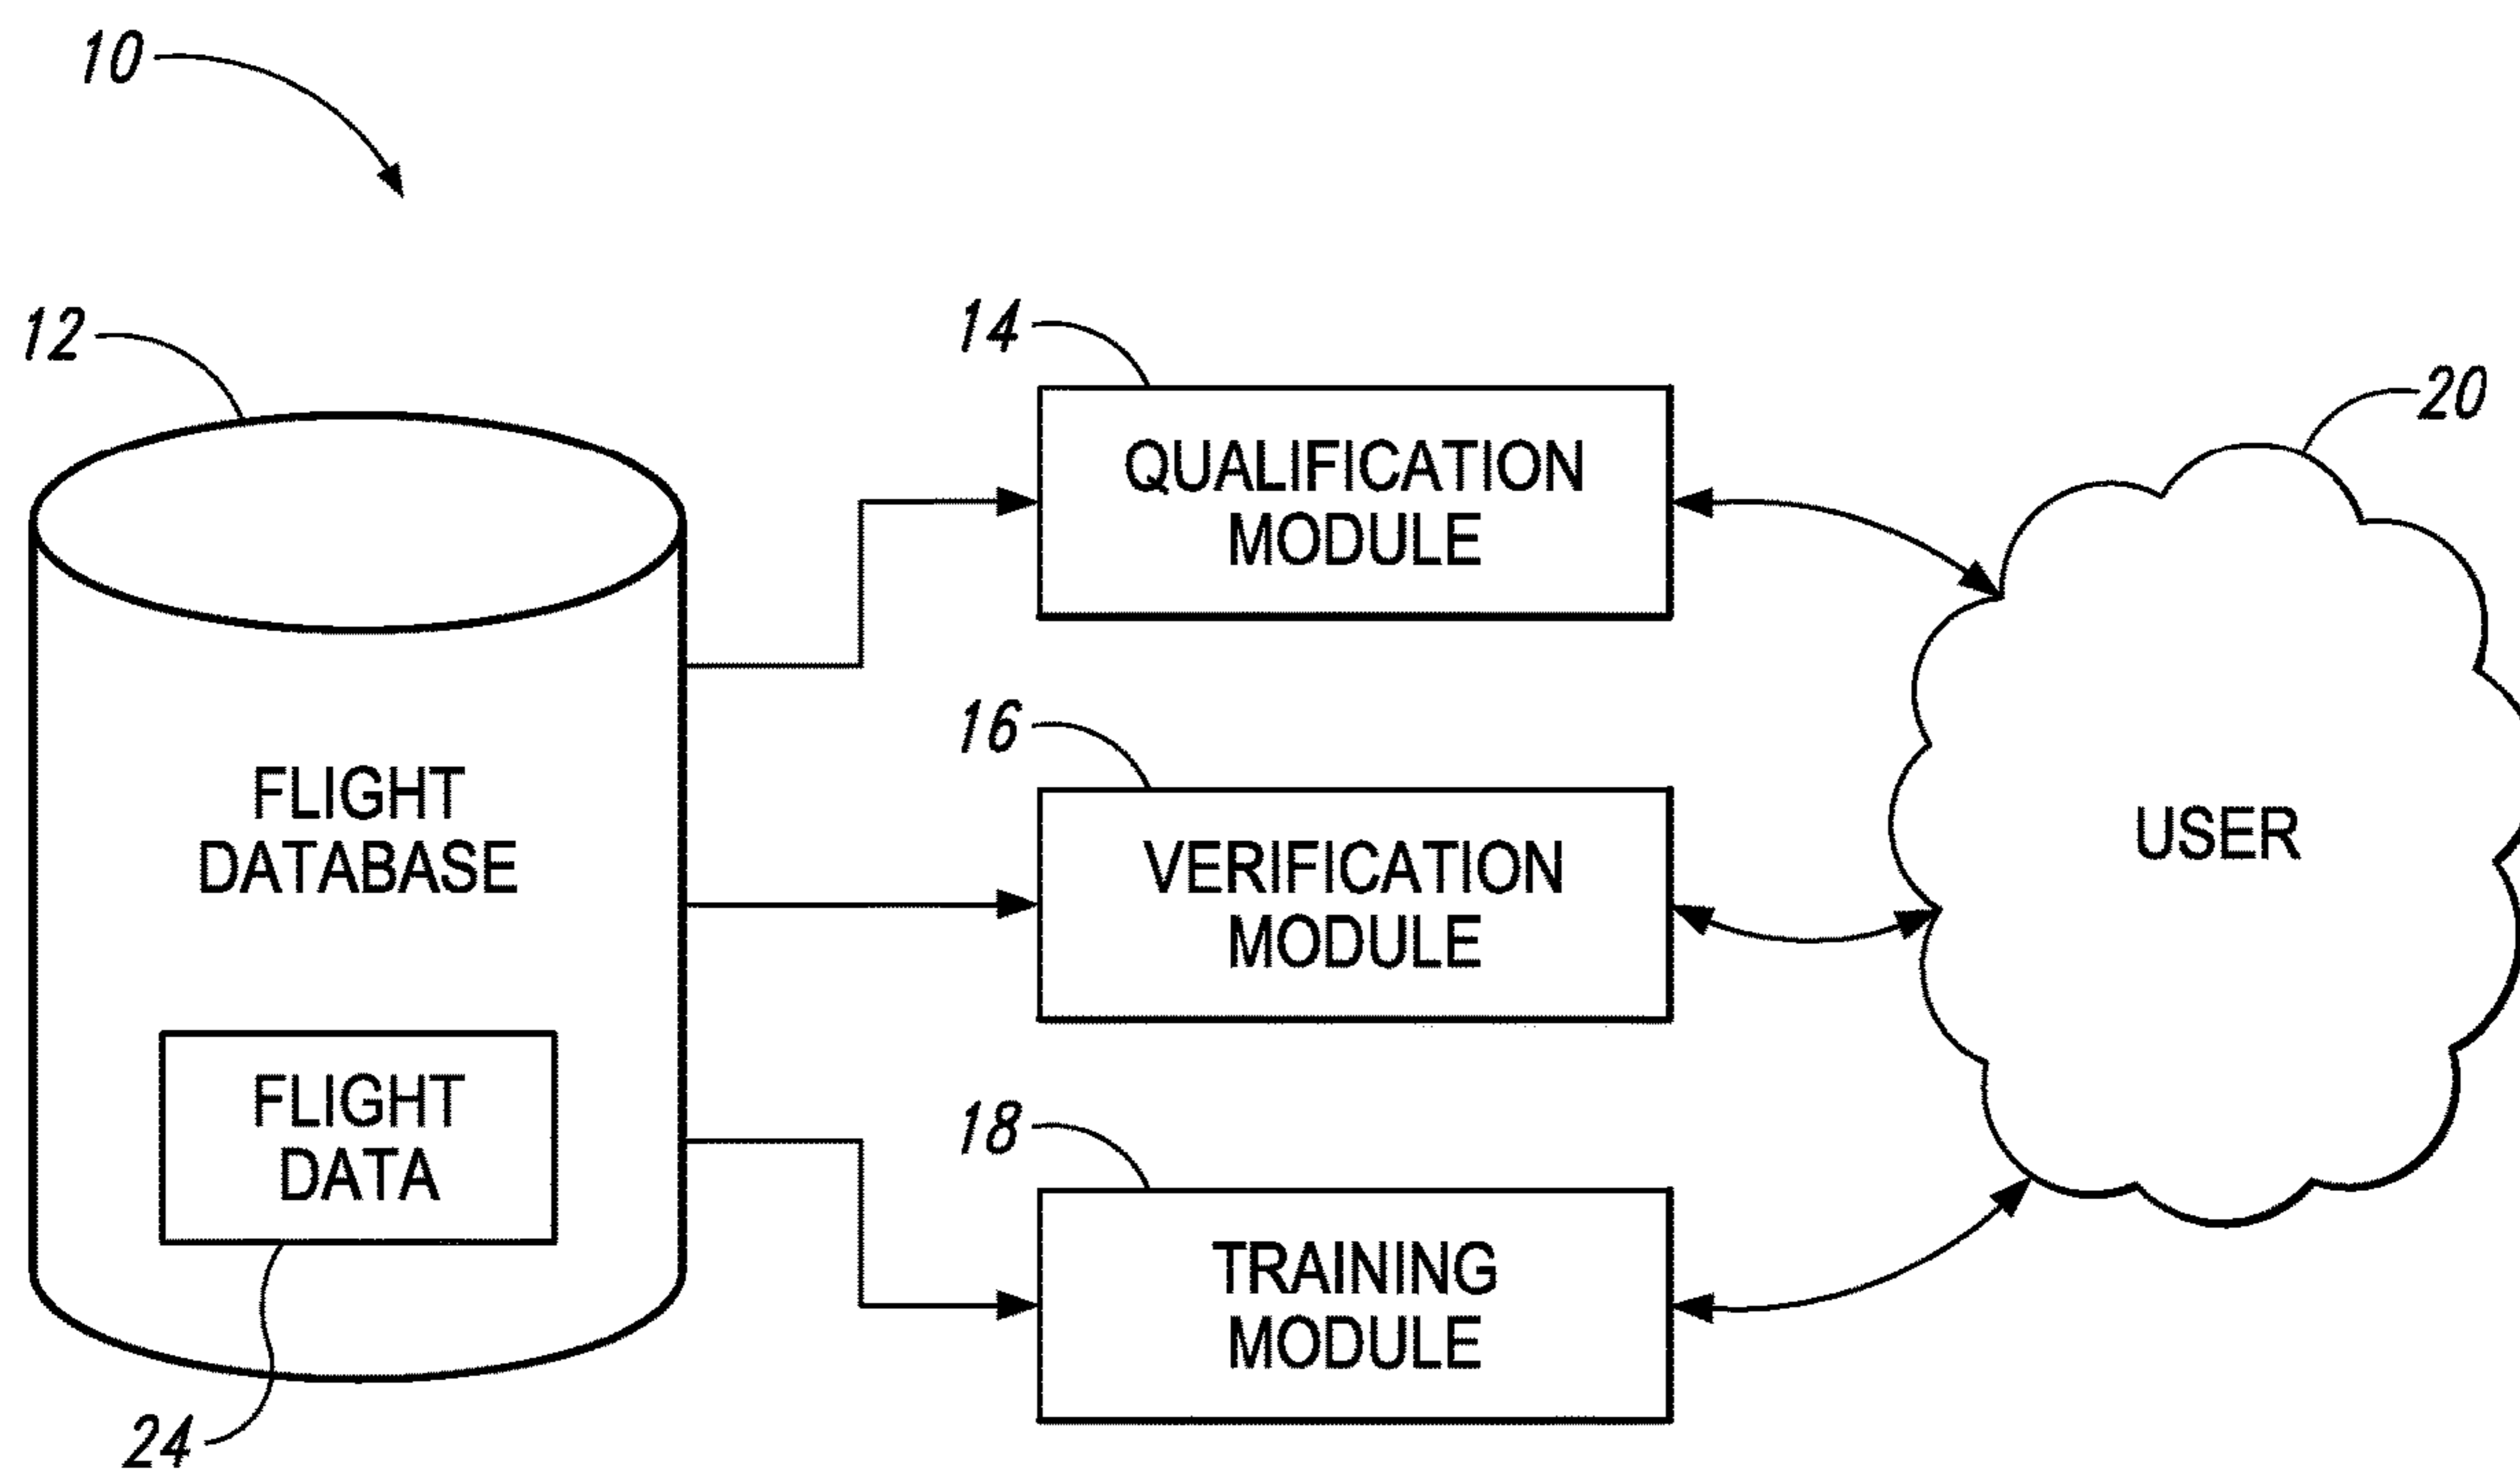 10
12
14
QUALIFICATION
MODULE
20
FLIGHT
DATABASE
16
VERIFICATION
MODULE
USER
FLIGHT
DATA
18
TRAINING
MODULE
24